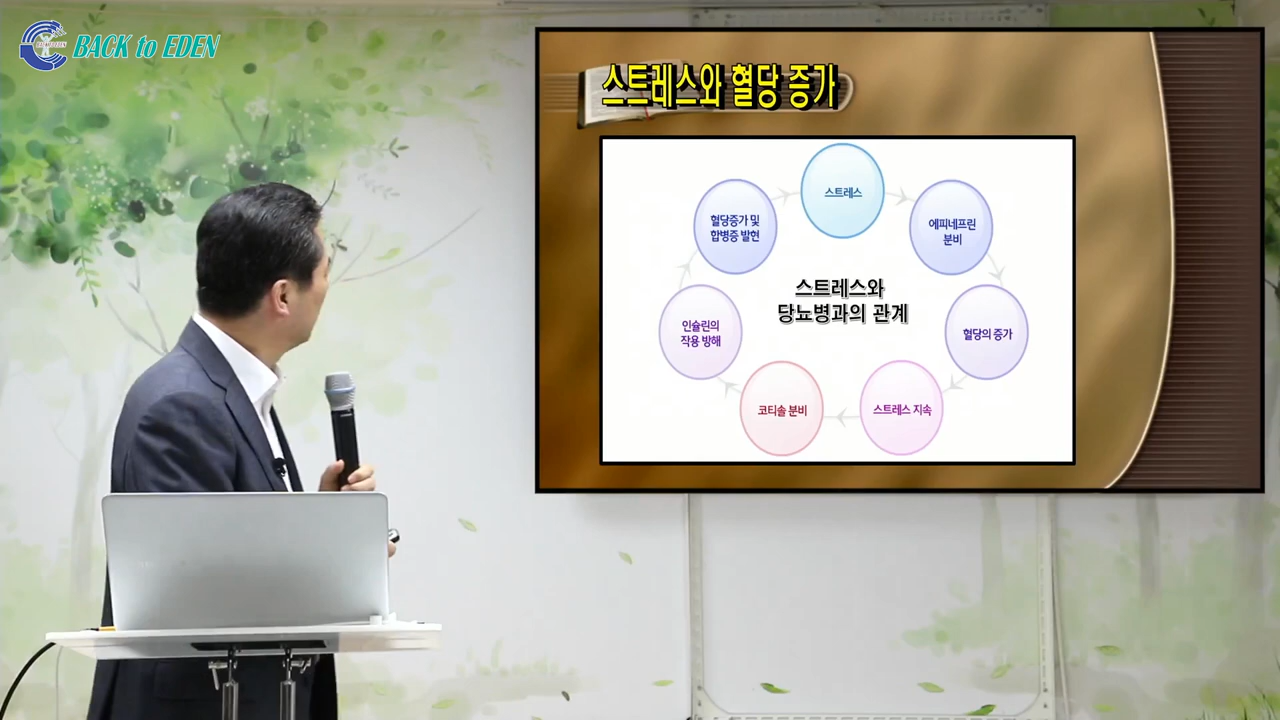 BACK to EDEN
스트레스와 혈당 증가
스트레스
에피네프린
분비
혈당의 증가
스트레스 지속
코티솔 분비
인슐린의
작용 방해
혈당증가 및
합병증 발현
스트레스와
당뇨병과의 관계